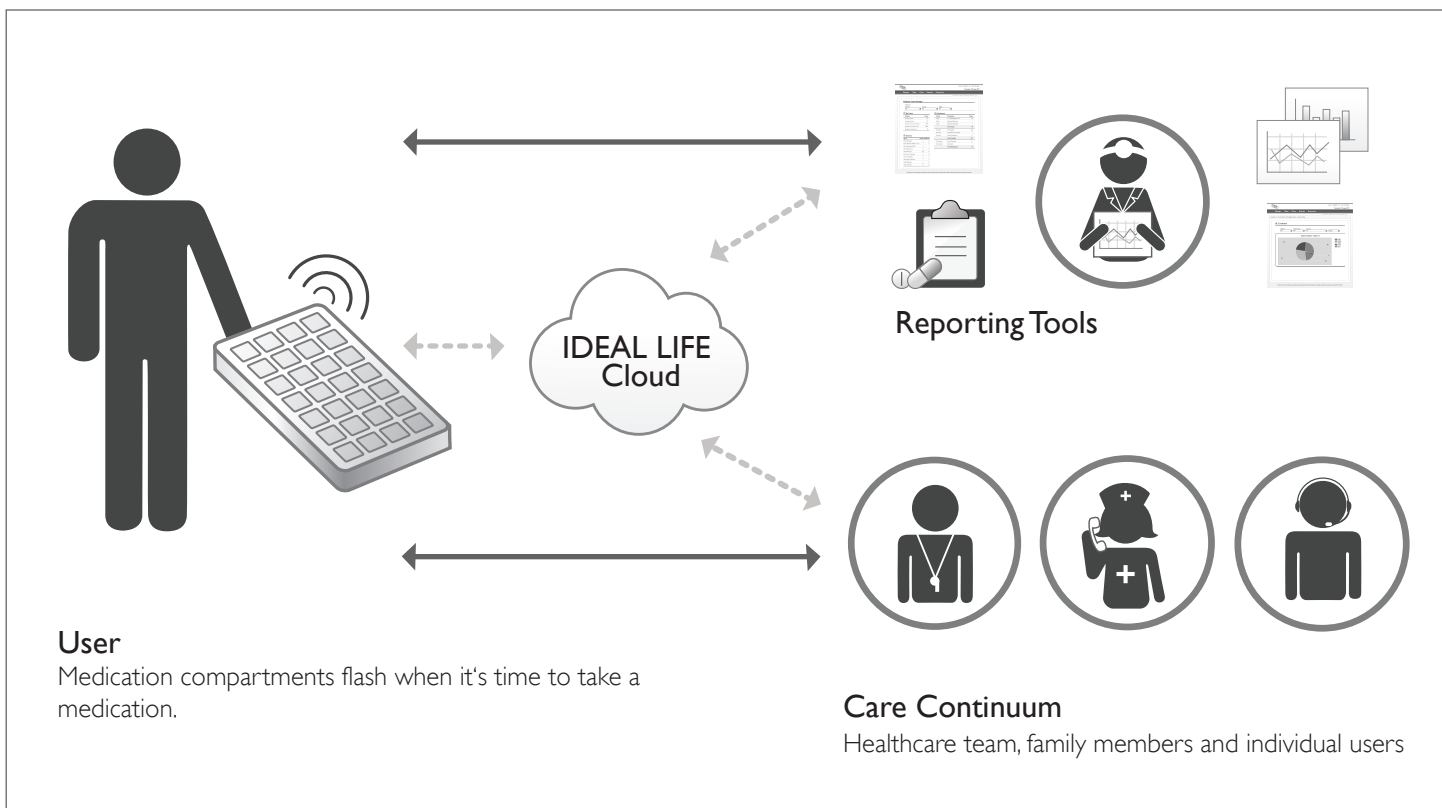 IDEAL LIFE
Cloud
Reporting Tools
User
Medication compartments flash when it's time to take a
medication.
Care Continuum
Healthcare team, family members and individual users